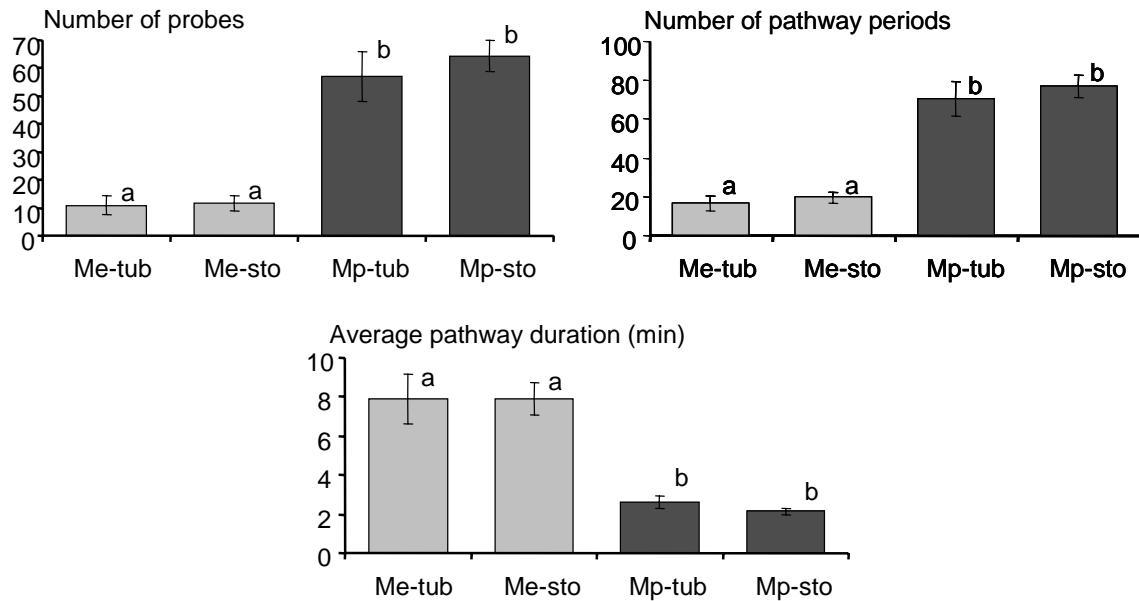 Number of probes
70
60
50
40
30
20
10
0
a
a
b
b
Me-tub Me-sto Mp-tub Mp-sto
Number of pathway periods
100
80
60
40
20
0
a
a
b
b
Me-tub Me-sto Mp-tub Mp-sto
Average pathway duration (min)
10
8
6
4
2
0
a
a
b
b
Me-tub Me-sto Mp-tub Mp-sto